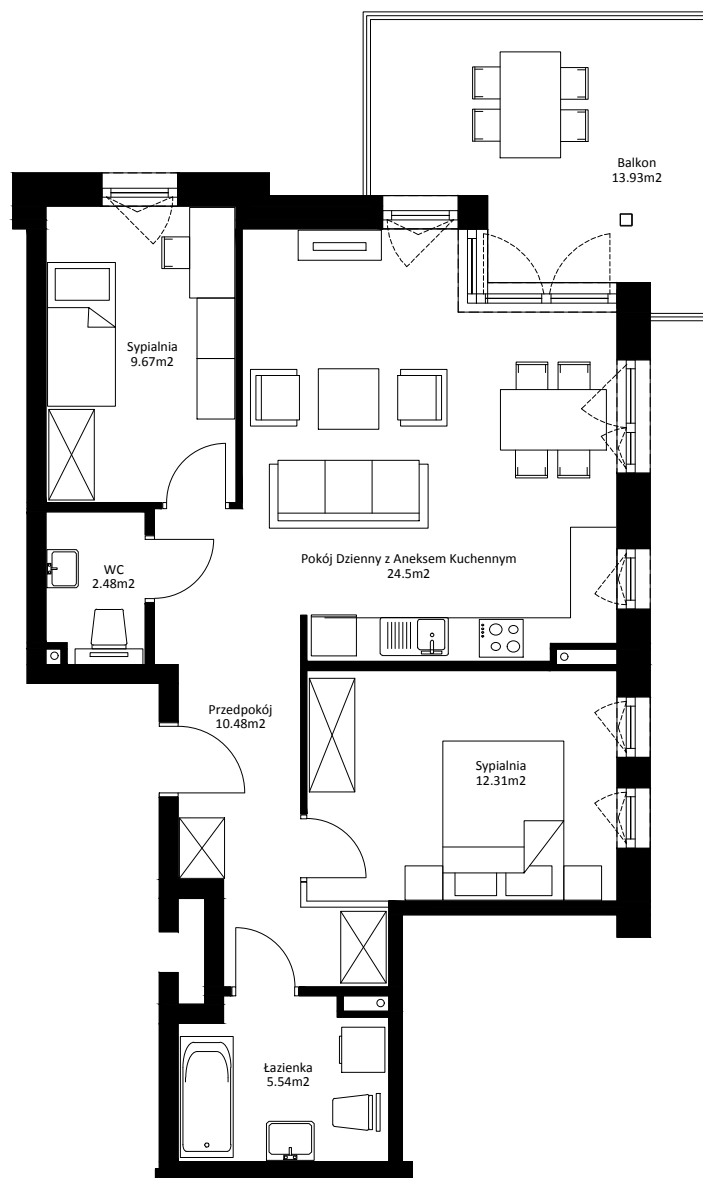 Balkon
13.93m2
Sypialnia
9.67m2
Pokój Dzienny z Aneksem Kuchennym
24.5m2
WC
2.48m2
Przedpokój
10.48m2
Sypialnia
12.31m2
Łazienka
5.54m2